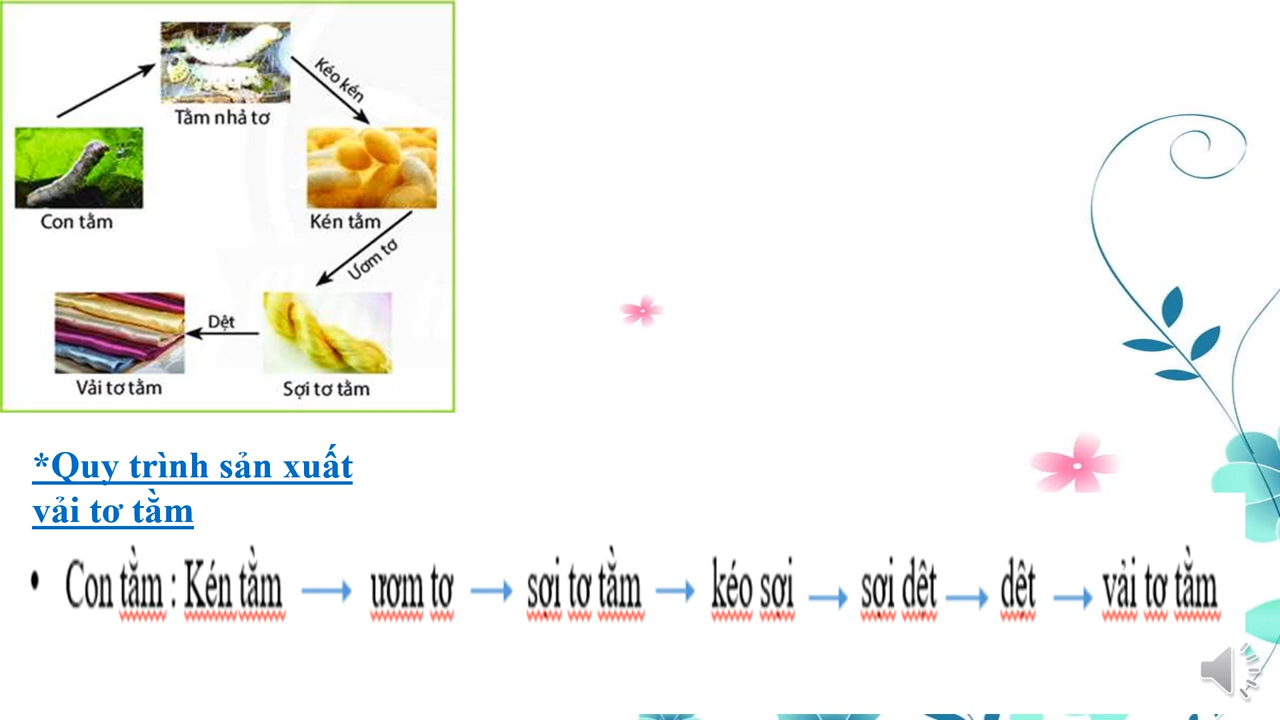 Tằm nhả tơ
Kéo kén
Con tằm
Kén tằm
Ươm tơ
Dệt
Vải tơ tằm
Sợi tơ tằm
*Quy trình sản xuất
vải tơ tằm
• Con tằm : Kén tằm → ươm tơ → sợi tơ tằm → kéo sợi → sợi dệt → dệt → vải tơ tằm